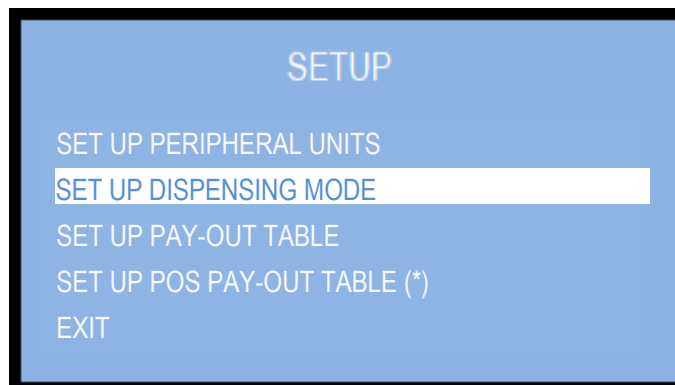 SETUP
SET UP PERIPHERAL UNITS
SET UP DISPENSING MODE
SET UP PAY-OUT TABLE
SET UP POS PAY-OUT TABLE (*)
EXIT